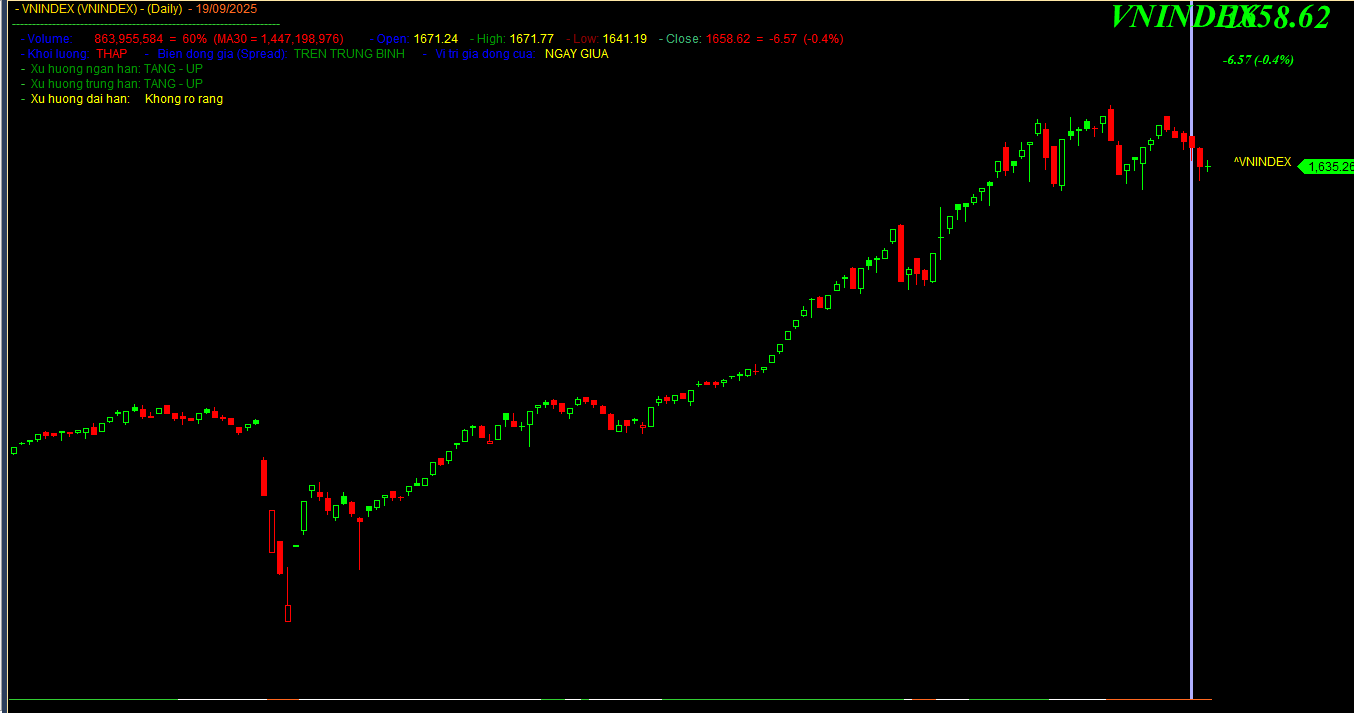 - VNINDEX (VNINDEX) - (Daily) - 19/09/2025
VNINDEX 1658.62
- Volume: 863,955,584 = 60% (MA30 = 1,447,198,976) - Open: 1671.24 - High: 1671.77 - Low: 1641.19 - Close: 1658.62 = -6.57 (-0.4%)
- Khoi luong: THAP - Bien dong gia (Spread): TREN TRUNG BINH - Vi tri gia dong cua: NGAY GIUA
-6.57 (-0.4%)
- Xu huong ngan han: TANG - UP
- Xu huong trung han: TANG - UP
- Xu huong dai han: Khong ro rang
^VNINDEX 1,635.26